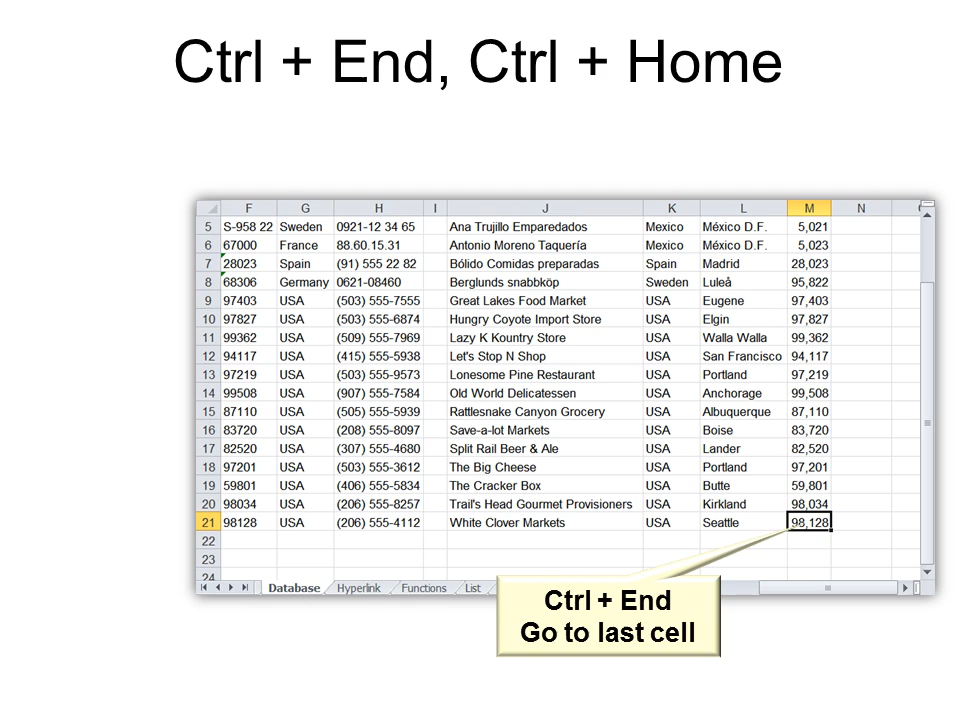 Ctrl + End, Ctrl + Home
F G H I J K L M N
5 S-958 22 Sweden 0921-12 34 65 Ana Trujillo Emparedados Mexico México D.F. 5,021
6 67000 France 88.60.15.31 Antonio Moreno Taquería Mexico México D.F. 5,023
7 28023 Spain (91) 555 22 82 Bólido Comidas preparadas Spain Madrid 28,023
8 68306 Germany 0621-08460 Berglunds snabbköp Sweden Luleå 95,822
9 97403 USA (503) 555-7555 Great Lakes Food Market USA Eugene 97,403
10 97827 USA (503) 555-6874 Hungry Coyote Import Store USA Elgin 97,827
11 99362 USA (509) 555-7969 Lazy K Kountry Store USA Walla Walla 99,362
12 94117 USA (415) 555-5938 Let's Stop N Shop USA San Francisco 94,117
13 97219 USA (503) 555-9573 Lonesome Pine Restaurant USA Portland 97,219
14 99508 USA (907) 555-7584 Old World Delicatessen USA Anchorage 99,508
15 87110 USA (505) 555-5939 Rattlesnake Canyon Grocery USA Albuquerque 87,110
16 83720 USA (208) 555-8097 Save-a-lot Markets USA Boise 83,720
17 82520 USA (307) 555-4680 Split Rail Beer & Ale USA Lander 82,520
18 97201 USA (503) 555-3612 The Big Cheese USA Portland 97,201
19 59801 USA (406) 555-5834 The Cracker Box USA Butte 59,801
20 98034 USA (206) 555-8257 Trail's Head Gourmet Provisioners USA Kirkland 98,034
21 98128 USA (206) 555-4112 White Clover Markets USA Seattle 98,128
22
23
24
Database Hyperlink Functions List
Ctrl + End
Go to last cell